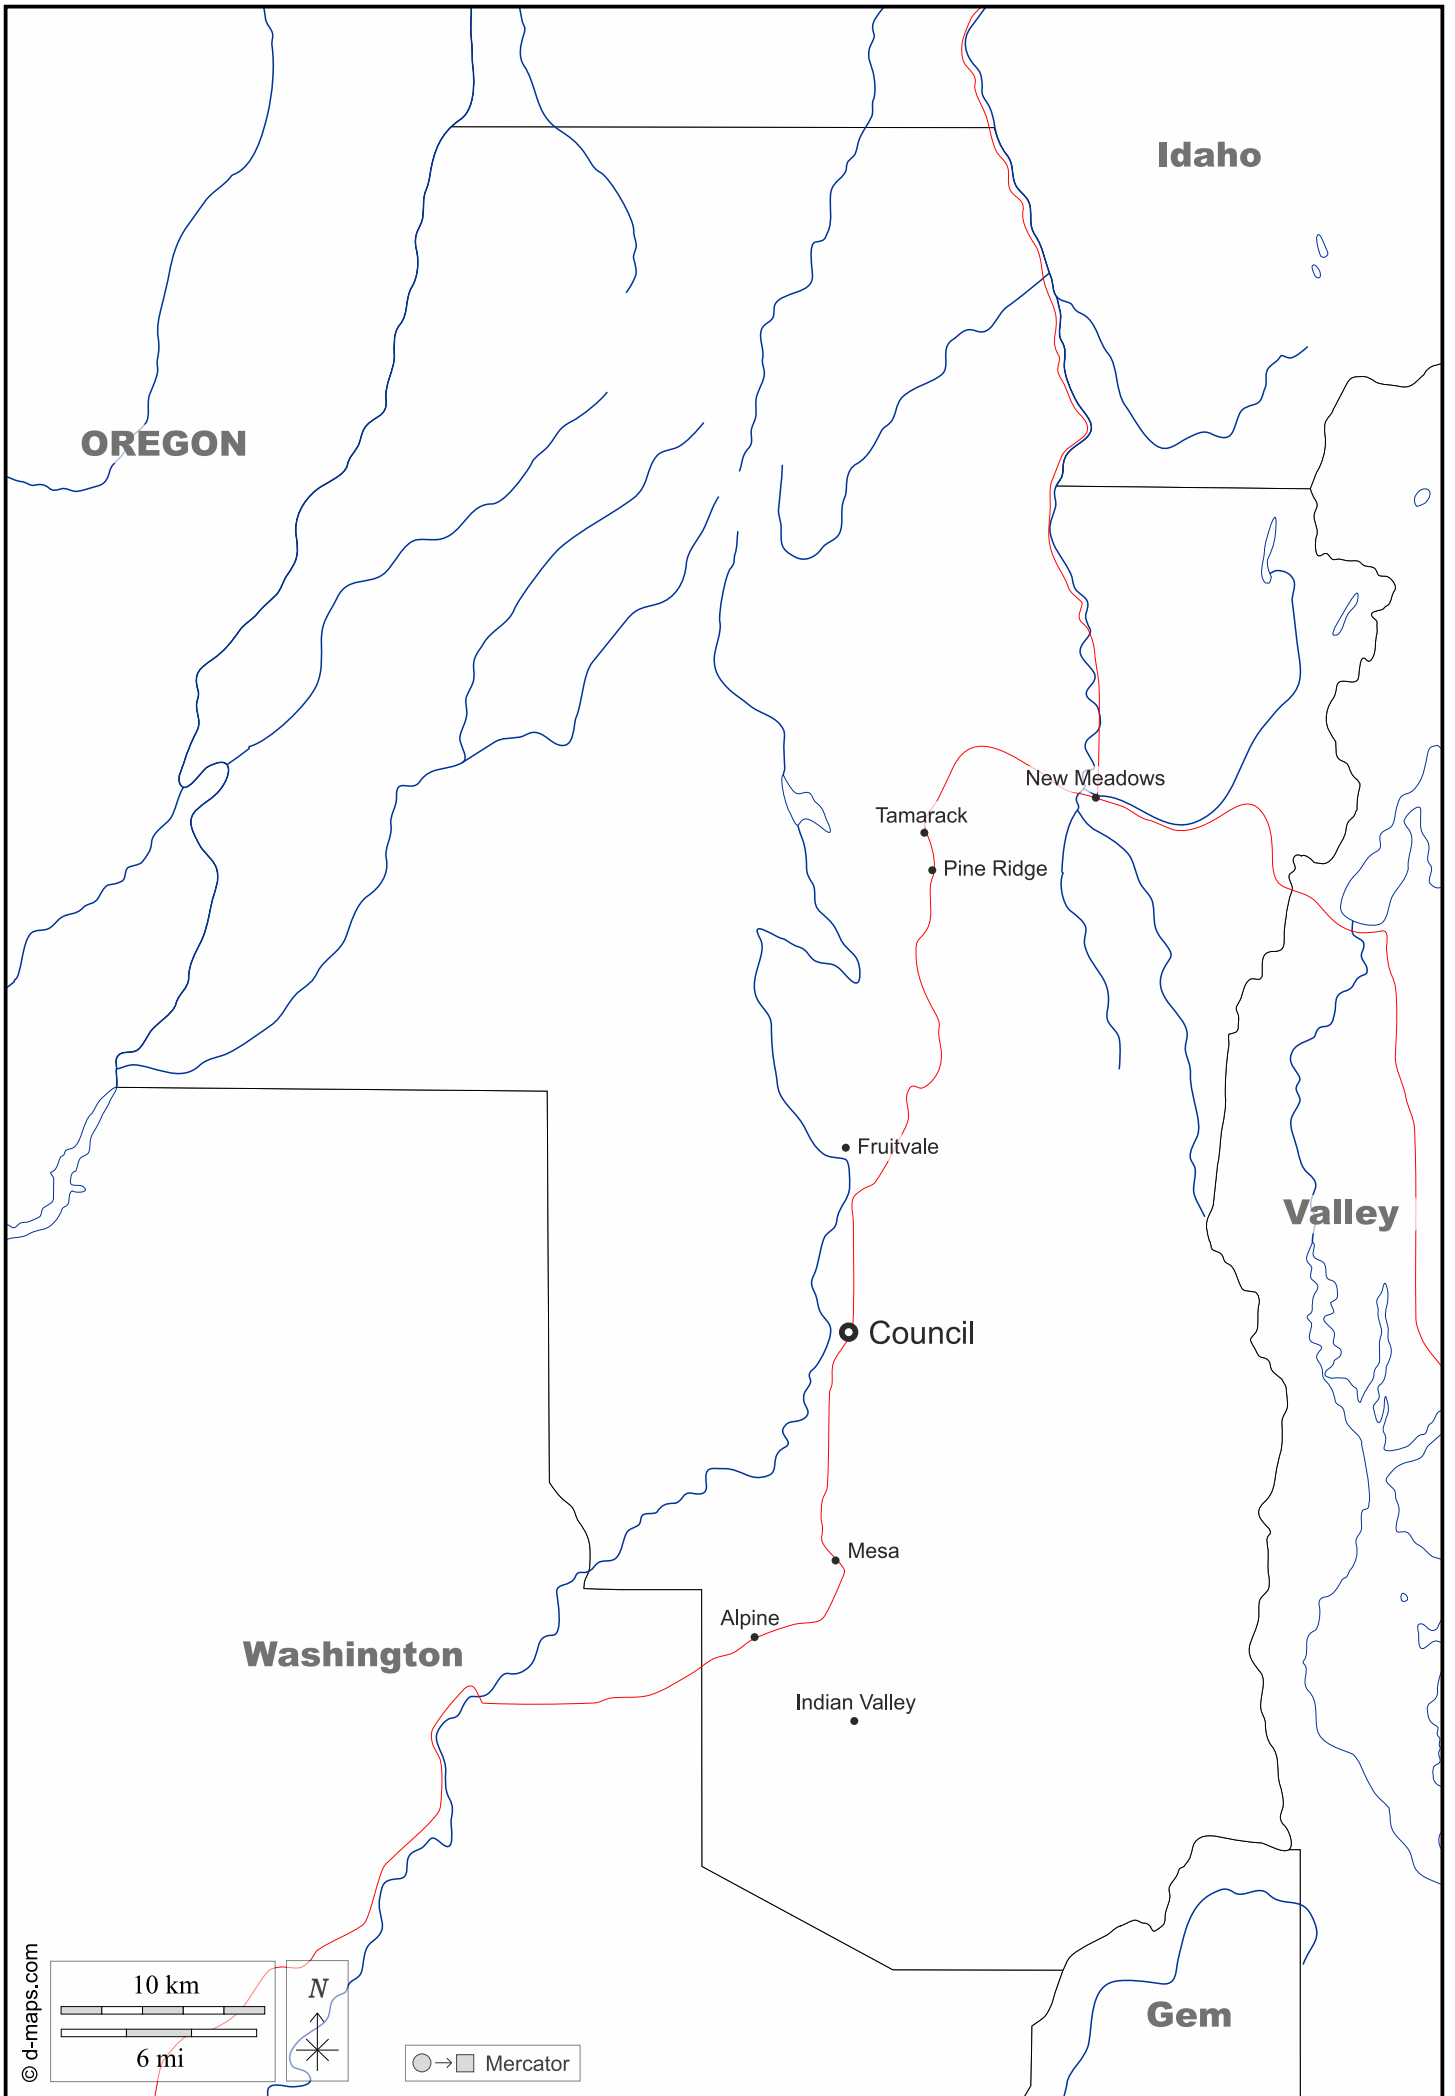 Idaho
OREGON
New Meadows
Tamarack
Pine Ridge
Fruitvale
Valley
Council
Mesa
Alpine
Washington
Indian Valley
© d-maps.com
10 km
6 mi
N
Mercator
Gem